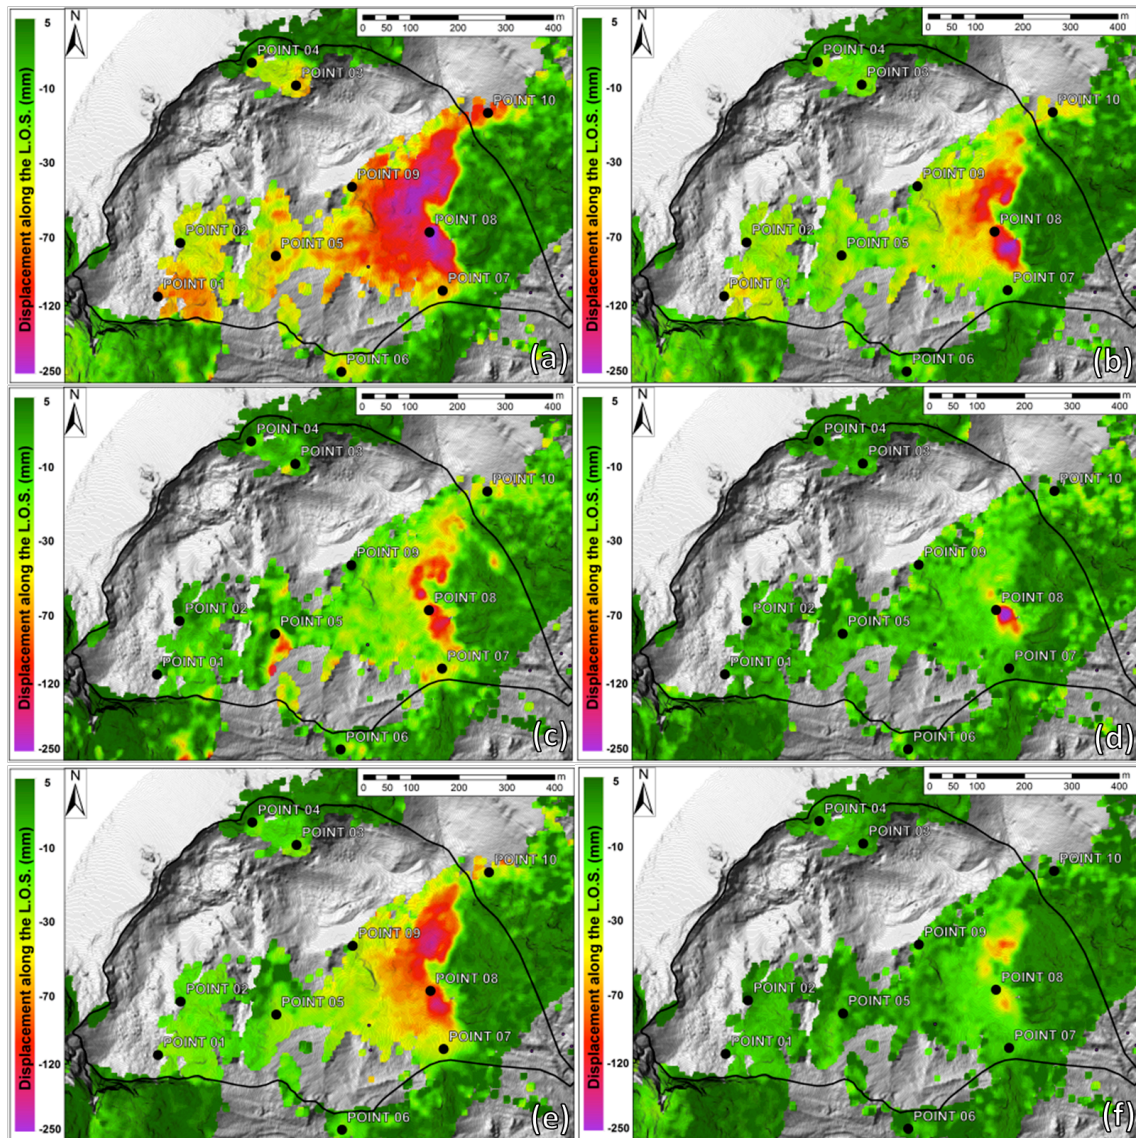 5
-10
-30
-70
-120
-250
Displacement along the L.O.S. (mm)
N
0 50 100 200 300 400 m
POINT 04
POINT 03
POINT 10
POINT 09
POINT 02
POINT 08
POINT 05
POINT 07
POINT 01
POINT 06
(a)
5
-10
-30
-70
-120
-250
Displacement along the L.O.S. (mm)
N
0 50 100 200 300 400 m
POINT 04
POINT 03
POINT 10
POINT 09
POINT 02
POINT 08
POINT 05
POINT 07
POINT 01
POINT 06
(b)
5
-10
-30
-70
-120
-250
Displacement along the L.O.S. (mm)
N
0 50 100 200 300 400 m
POINT 04
POINT 03
POINT 10
POINT 09
POINT 02
POINT 08
POINT 05
POINT 07
POINT 01
POINT 06
(c)
5
-10
-30
-70
-120
-250
Displacement along the L.O.S. (mm)
N
0 50 100 200 300 400 m
POINT 04
POINT 03
POINT 10
POINT 09
POINT 02
POINT 08
POINT 05
POINT 07
POINT 01
POINT 06
(d)
5
-10
-30
-70
-120
-250
Displacement along the L.O.S. (mm)
N
0 50 100 200 300 400 m
POINT 04
POINT 03
POINT 10
POINT 09
POINT 02
POINT 08
POINT 05
POINT 07
POINT 01
POINT 06
(e)
5
-10
-30
-70
-120
-250
Displacement along the L.O.S. (mm)
N
0 50 100 200 300 400 m
POINT 04
POINT 03
POINT 10
POINT 09
POINT 02
POINT 08
POINT 05
POINT 07
POINT 01
POINT 06
(f)